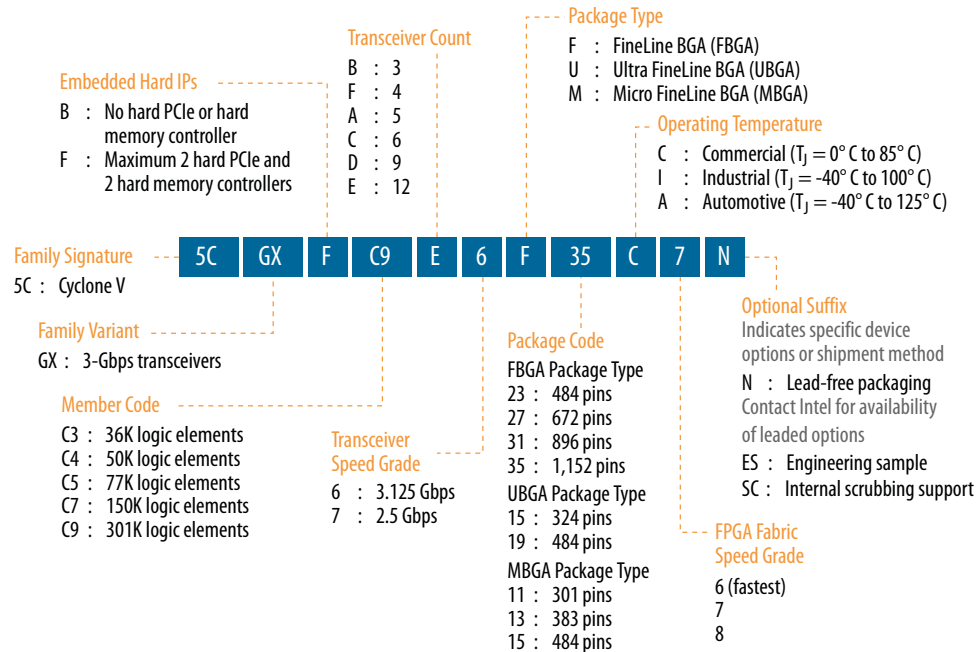 Package Type
F : FineLine BGA (FBGA)
U : Ultra FineLine BGA (UBGA)
M : Micro FineLine BGA (MBGA)
Transceiver Count
B : 3
F : 4
A : 5
C : 6
D : 9
E : 12
Embedded Hard IPs
B : No hard PCIe or hard
memory controller
F : Maximum 2 hard PCIe and
2 hard memory controllers
Operating Temperature
C : Commercial (TJ = 0° C to 85° C)
I : Industrial (TJ = -40° C to 100° C)
A : Automotive (TJ = -40° C to 125° C)
Family Signature
5C : Cyclone V
5C GX F C9 E 6 F 35 C 7 N
Family Variant
GX : 3-Gbps transceivers
Member Code
C3 : 36K logic elements
C4 : 50K logic elements
C5 : 77K logic elements
C7 : 150K logic elements
C9 : 301K logic elements
Transceiver
Speed Grade
6 : 3.125 Gbps
7 : 2.5 Gbps
Package Code
FBGA Package Type
23 : 484 pins
27 : 672 pins
31 : 896 pins
35 : 1,152 pins
UBGA Package Type
15 : 324 pins
19 : 484 pins
MBGA Package Type
11 : 301 pins
13 : 383 pins
15 : 484 pins
Optional Suffix
Indicates specific device
options or shipment method
N : Lead-free packaging
Contact Intel for availability
of leaded options
ES : Engineering sample
SC : Internal scrubbing support
FPGA Fabric
Speed Grade
6 (fastest)
7
8